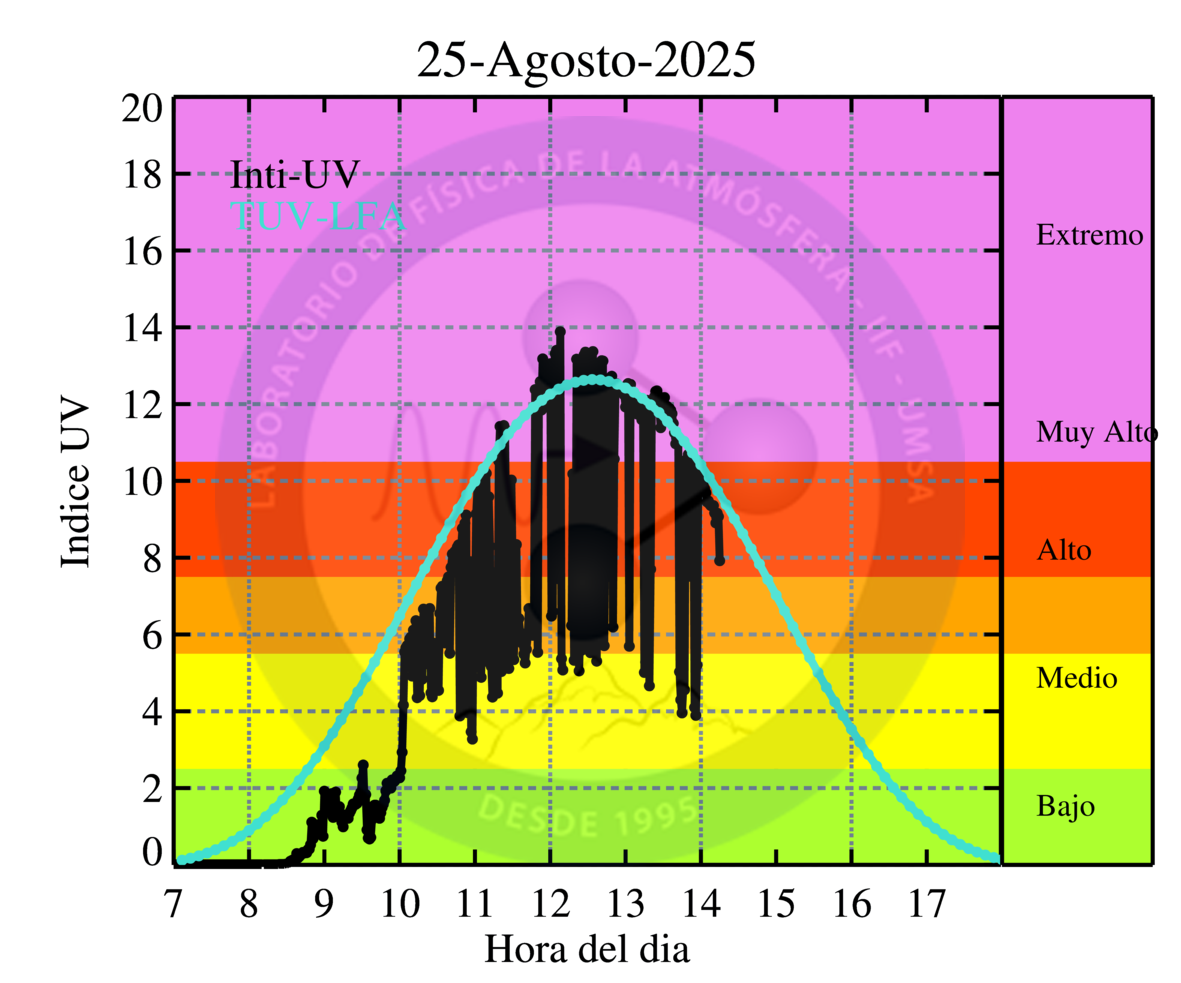 25-Agosto-2025
20
18
16
14
12
10
8
6
4
2
0
Indice UV
Inti-UV
TUV-LFA
LABORATORIO DE FÍSICA DE LA ATMÓSFERA - IIF - UMSA
DESDE 1995
Extremo
Muy Alto
Alto
Medio
Bajo
7 8 9 10 11 12 13 14 15 16 17
Hora del dia